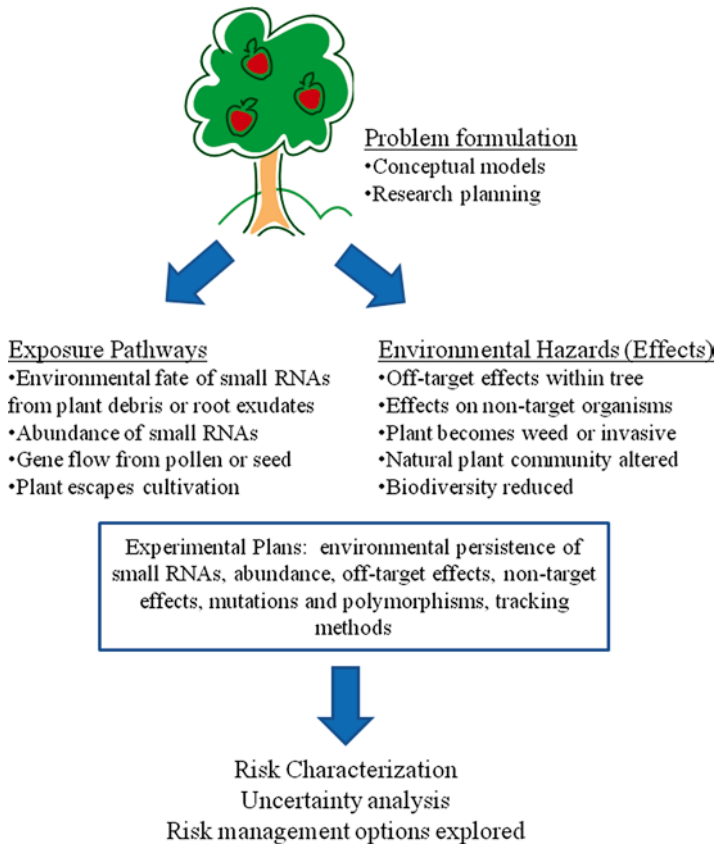 Problem formulation
•Conceptual models
•Research planning
Exposure Pathways
•Environmental fate of small RNAs
from plant debris or root exudates
•Abundance of small RNAs
•Gene flow from pollen or seed
•Plant escapes cultivation
Environmental Hazards (Effects)
•Off-target effects within tree
•Effects on non-target organisms
•Plant becomes weed or invasive
•Natural plant community altered
•Biodiversity reduced
Experimental Plans:  environmental persistence of
small RNAs, abundance, off-target effects, non-target
effects, mutations and polymorphisms, tracking
methods
Risk Characterization
Uncertainty analysis
Risk management options explored